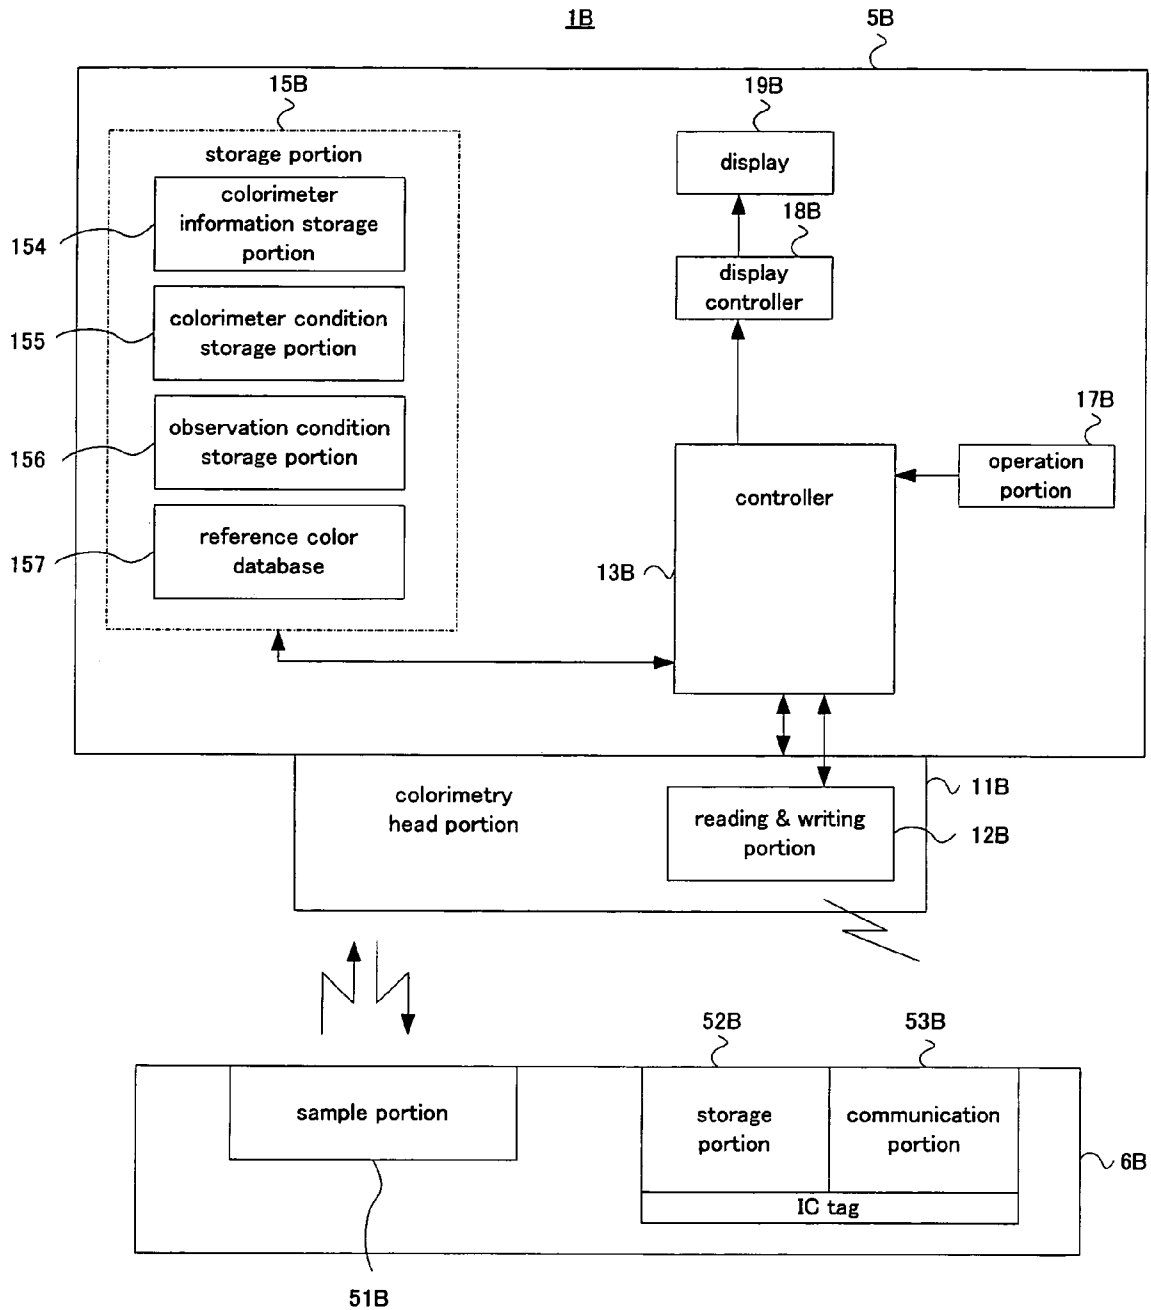 1B
5B
15B
19B
storage portion
display
colorimeter
information storage
portion
154
18B
display
controller
colorimeter condition
storage portion
155
17B
observation condition
storage portion
156
controller
operation
portion
reference color
database
157
13B
colorimetry
head portion
reading & writing
portion
11B
12B
52B
53B
sample portion
storage
portion
communication
portion
IC tag
6B
51B